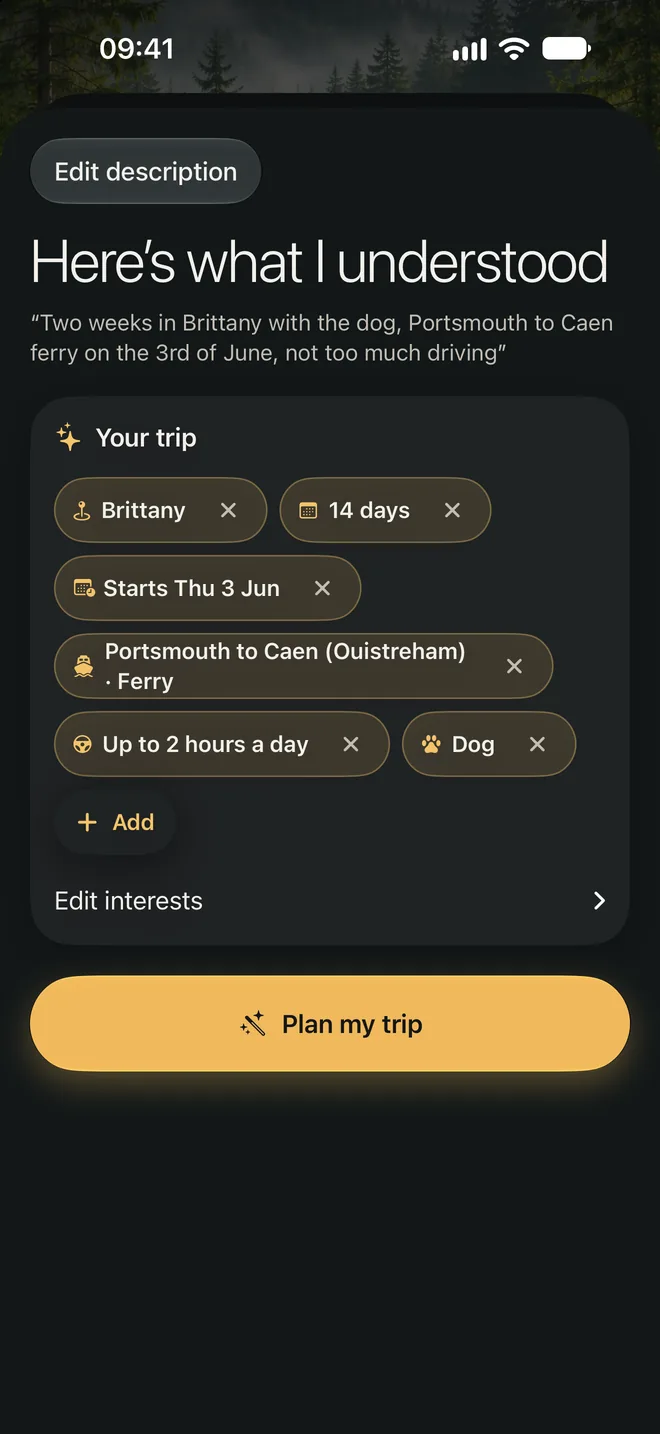 09:41
Edit description
Here’s what I understood
“Two weeks in Brittany with the dog, Portsmouth to Caen
ferry on the 3rd of June, not too much driving”
Your trip
Brittany
14 days
Starts Thu 3 Jun
Portsmouth to Caen (Ouistreham)
· Ferry
Up to 2 hours a day
Dog
Add
Edit interests
Plan my trip